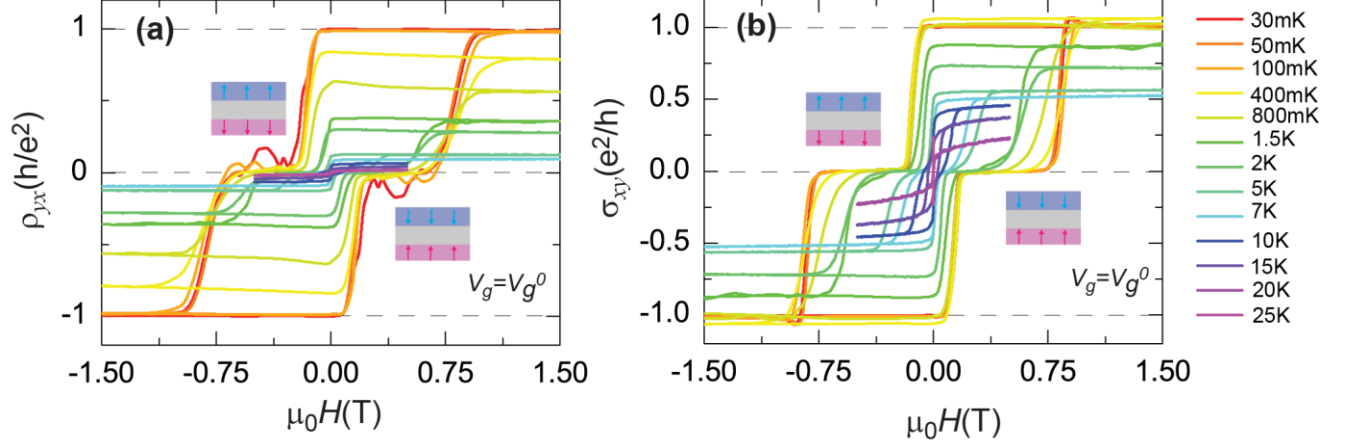 (a)
ρyx(h/e²)
1
0
-1
-1.50 -0.75 0.00 0.75 1.50
μ₀H(T)
Vg=Vg⁰
(b)
σxy(e²/h)
1.0
0.5
0.0
-0.5
-1.0
-1.50 -0.75 0.00 0.75 1.50
μ₀H(T)
Vg=Vg⁰
30mK
50mK
100mK
400mK
800mK
1.5K
2K
5K
7K
10K
15K
20K
25K